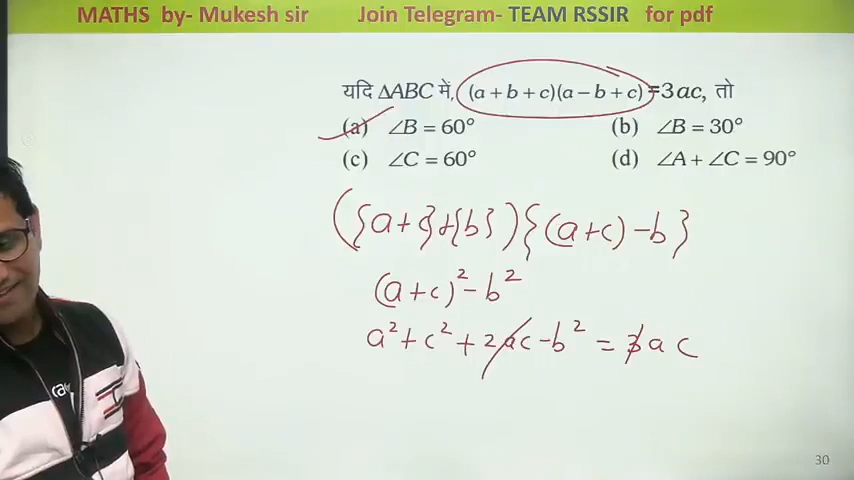 MATHS by- Mukesh sir Join Telegram- TEAM RSSIR for pdf
यदि ΔABC में, (a + b + c)(a − b + c) = 3ac, तो
(a) ∠B = 60° (b) ∠B = 30°
(c) ∠C = 60° (d) ∠A + ∠C = 90°
({a+c}+{b}){(a+c)-b}
(a+c)²-b²
a²+c²+2ac-b² = 3ac
30